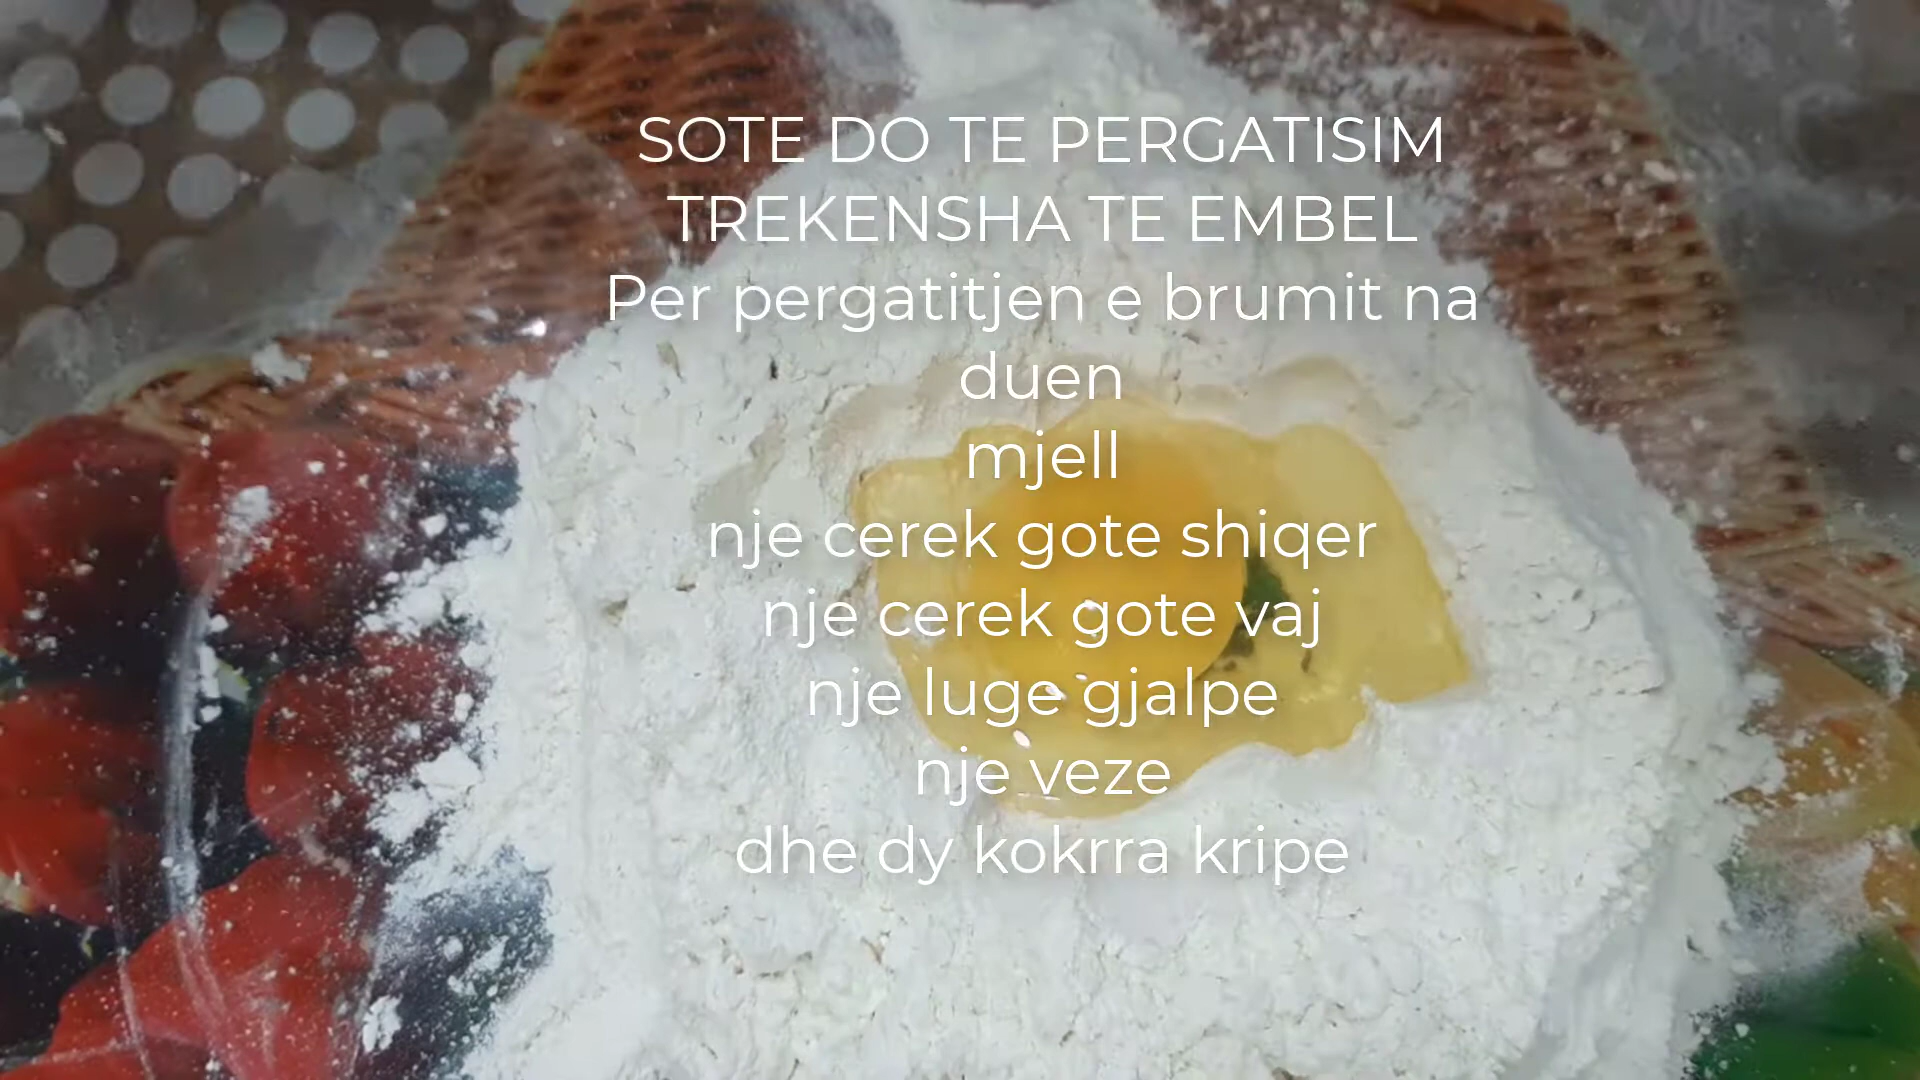 SOTE DO TE PERGATISIM
TREKENSHA TE EMBEL
Per pergatitjen e brumit na
duen
mjell
nje cerek gote shiqer
nje cerek gote vaj
nje luge gjalpe
nje veze
dhe dy kokrra kripe